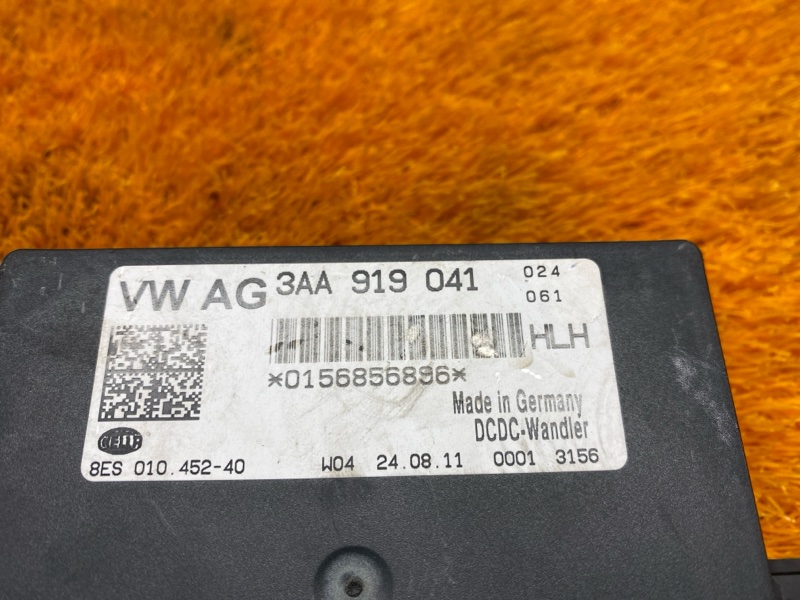 VW AG 3AA 919 041 024
061
HLH
*0156856896*
Made in Germany
DCDC-Wandler
HELLA
8ES 010.452-40 W04 24.08.11 0001 3156